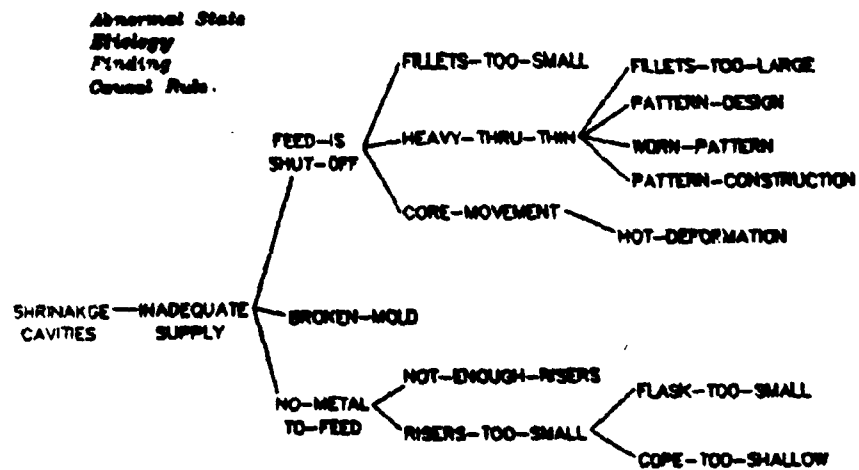 Abnormal State
Etiology
Finding
Causal Rule.
FILLETS-TOO-SMALL
FILLETS-TOO-LARGE
PATTERN-DESIGN
FEED-IS
SHUT-OFF
HEAVY-THRU-THIN
WORN-PATTERN
PATTERN-CONSTRUCTION
CORE-MOVEMENT
HOT-DEFORMATION
SHRINAKGE
CAVITIES
INADEQUATE
SUPPLY
BROKEN-MOLD
NOT-ENOUGH-RISERS
FLASK-TOO-SMALL
NO-METAL
TO-FEED
RISERS-TOO-SMALL
COPE-TOO-SHALLOW